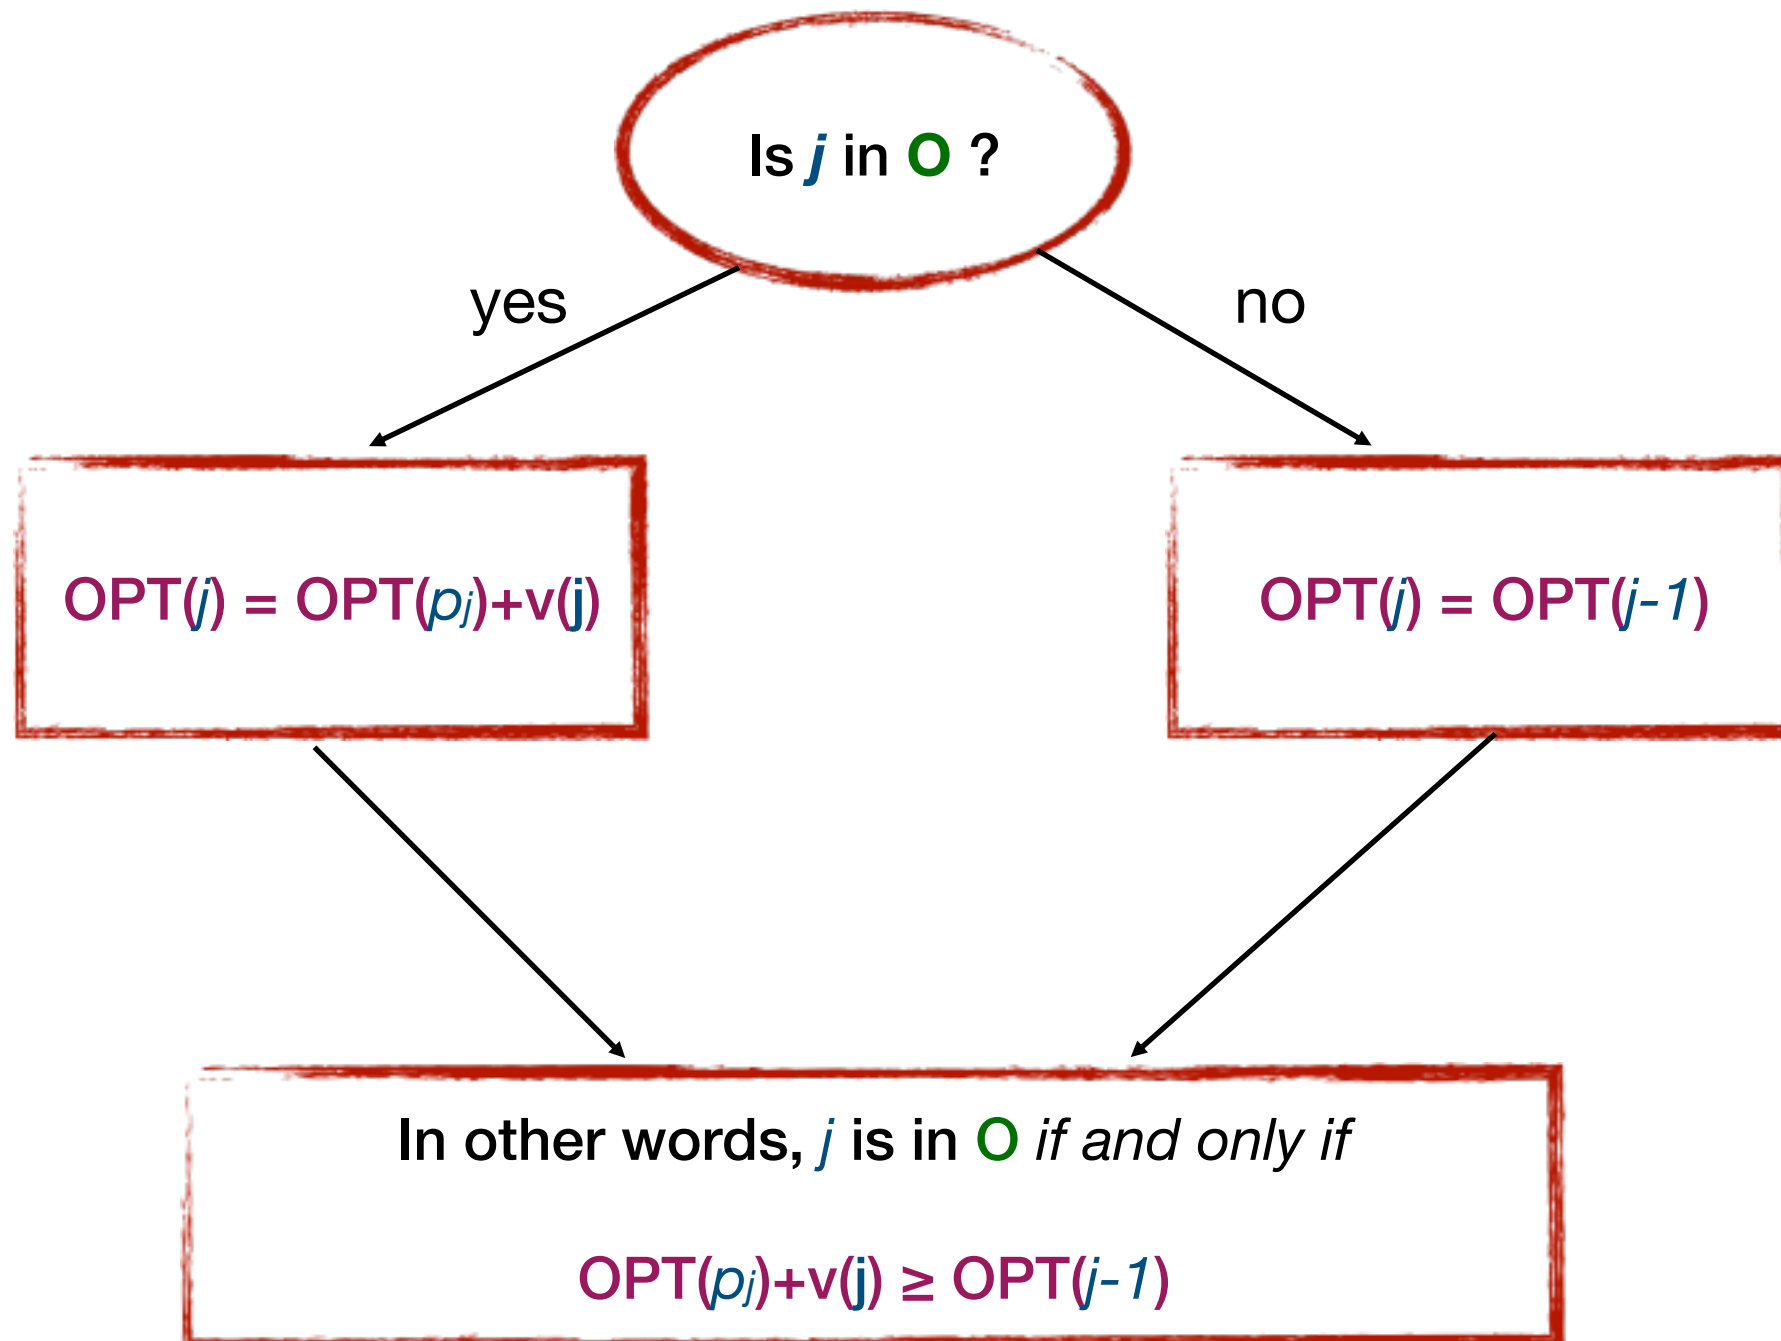 Is j in O ?
yes
no
OPT(j) = OPT(pj)+v(j)
OPT(j) = OPT(j-1)
In other words, j is in O if and only if
OPT(pj)+v(j) ≥ OPT(j-1)